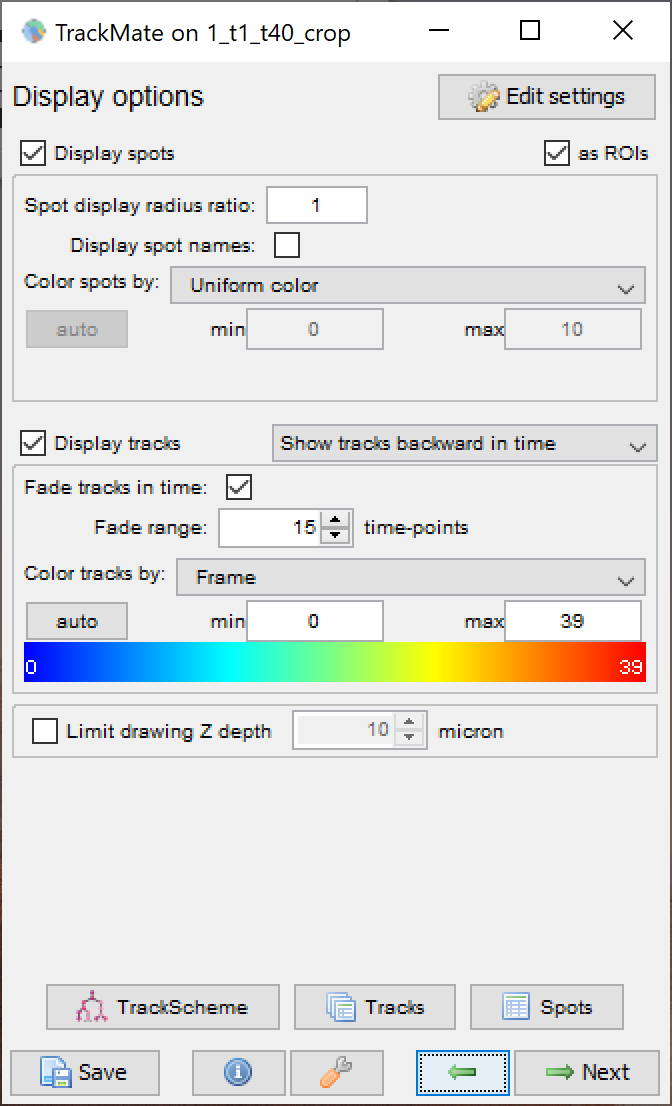 TrackMate on 1_t1_t40_crop
Display options
Edit settings
Display spots
as ROIs
Spot display radius ratio: 1
Display spot names:
Color spots by: Uniform color
auto min 0 max 10
Display tracks
Show tracks backward in time
Fade tracks in time:
Fade range: 15 time-points
Color tracks by: Frame
auto min 0 max 39
0 39
Limit drawing Z depth 10 micron
TrackScheme Tracks Spots
Save Next